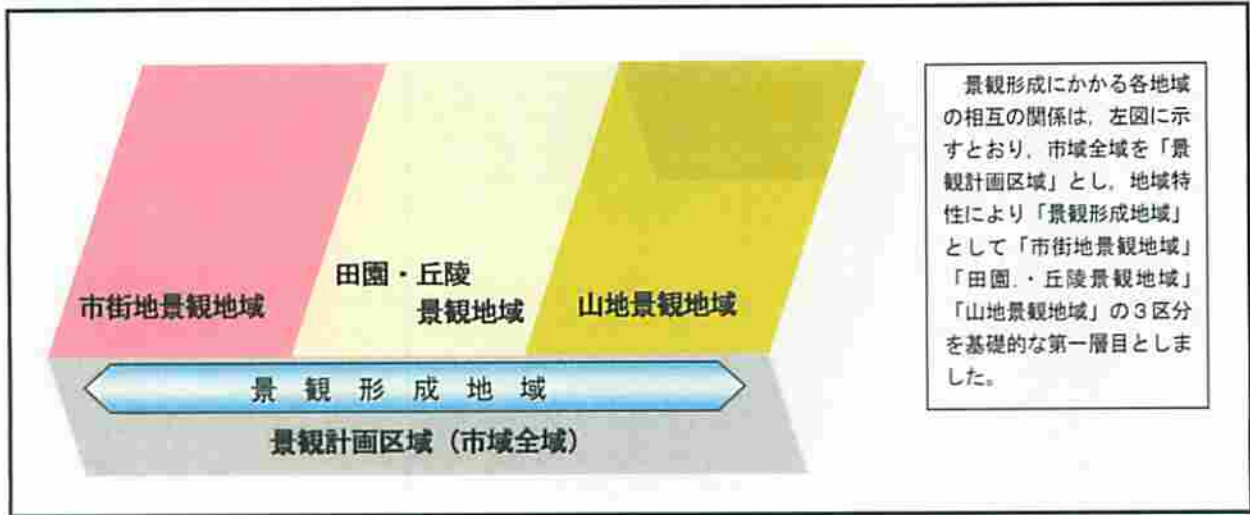 市街地景観地域
田園・丘陵
景観地域
山地景観地域
景観形成地域
景観計画区域（市域全域）
景観形成にかかる各地域
の相互の関係は，左図に示
すとおり，市域全域を「景
観計画区域」とし，地域特
性により「景観形成地域」
として「市街地景観地域」
「田園.・丘陵景観地域」
「山地景観地域」の３区分
を基礎的な第一層目としま
した。